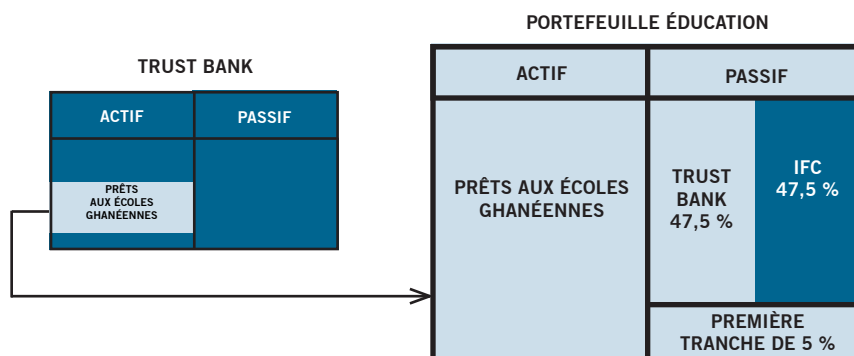 TRUST BANK
ACTIF
PASSIF
PRÊTS
AUX ÉCOLES
GHANÉENNES
PORTEFEUILLE ÉDUCATION
ACTIF
PASSIF
PRÊTS AUX ÉCOLES
GHANÉENNES
TRUST
BANK
47,5 %
IFC
47,5 %
PREMIÈRE
TRANCHE DE 5 %